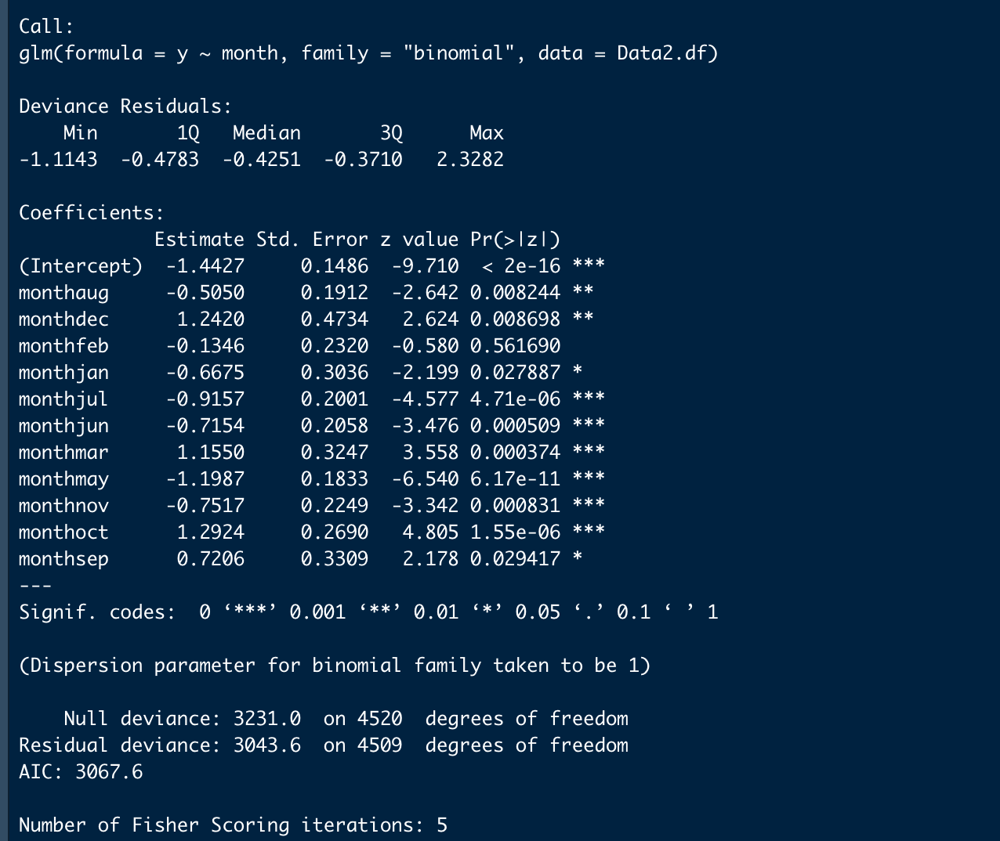 Call:
glm(formula = y ~ month, family = "binomial", data = Data2.df)
Deviance Residuals:
    Min       1Q   Median       3Q      Max
-1.1143  -0.4783  -0.4251  -0.3710   2.3282
Coefficients:
            Estimate Std. Error z value Pr(>|z|)
(Intercept)  -1.4427     0.1486  -9.710  < 2e-16 ***
monthaug     -0.5050     0.1912  -2.642 0.008244 **
monthdec      1.2420     0.4734   2.624 0.008698 **
monthfeb     -0.1346     0.2320  -0.580 0.561690
monthjan     -0.6675     0.3036  -2.199 0.027887 *
monthjul     -0.9157     0.2001  -4.577 4.71e-06 ***
monthjun     -0.7154     0.2058  -3.476 0.000509 ***
monthmar      1.1550     0.3247   3.558 0.000374 ***
monthmay     -1.1987     0.1833  -6.540 6.17e-11 ***
monthnov     -0.7517     0.2249  -3.342 0.000831 ***
monthoct      1.2924     0.2690   4.805 1.55e-06 ***
monthsep      0.7206     0.3309   2.178 0.029417 *
---
Signif. codes:  0 ‘***’ 0.001 ‘**’ 0.01 ‘*’ 0.05 ‘.’ 0.1 ‘ ’ 1
(Dispersion parameter for binomial family taken to be 1)
    Null deviance: 3231.0  on 4520  degrees of freedom
Residual deviance: 3043.6  on 4509  degrees of freedom
AIC: 3067.6
Number of Fisher Scoring iterations: 5